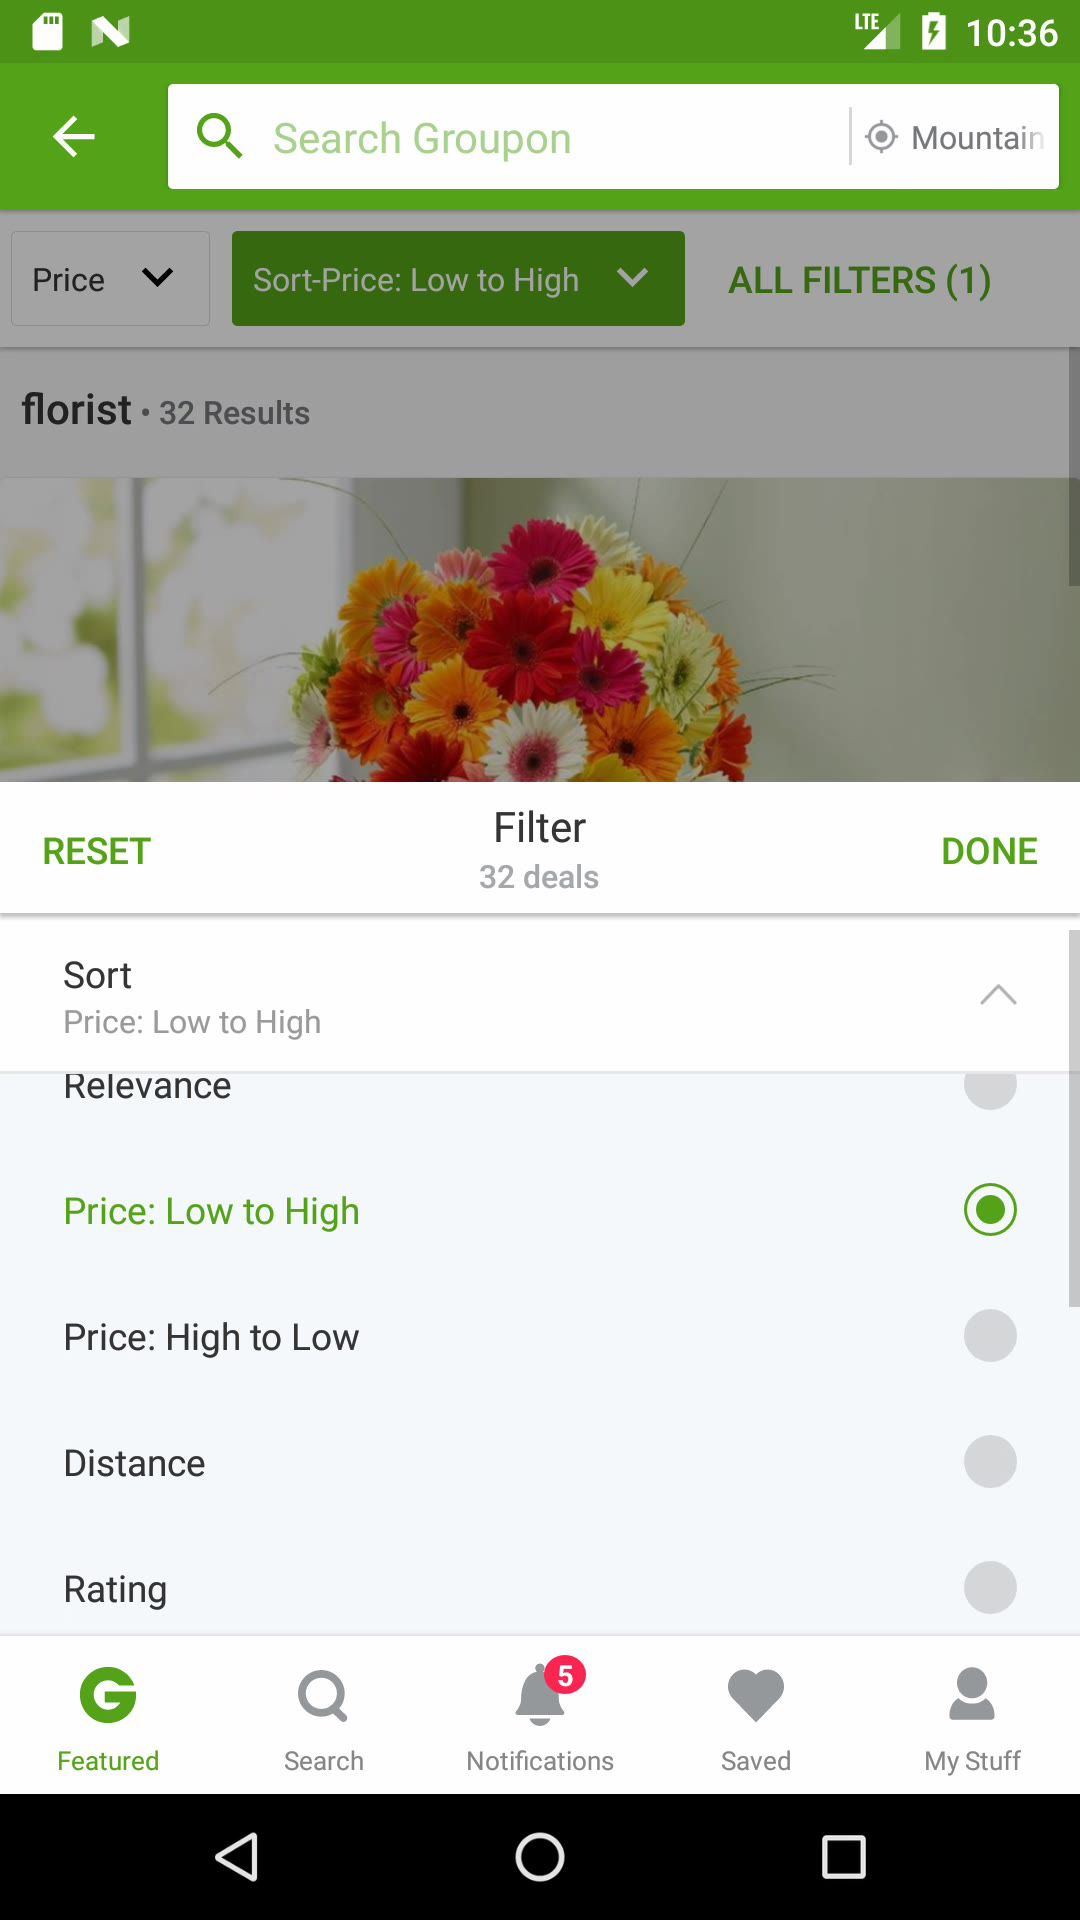 LTE 10:36
Search Groupon Mountain
Price Sort-Price: Low to High ALL FILTERS (1)
florist • 32 Results
RESET Filter DONE
32 deals
Sort
Price: Low to High
Relevance
Price: Low to High
Price: High to Low
Distance
Rating
5
Featured Search Notifications Saved My Stuff